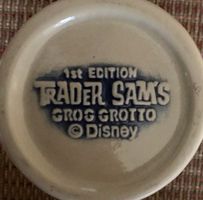 1st EDITION
TRADER SAM'S
GROG GROTTO
© Disney